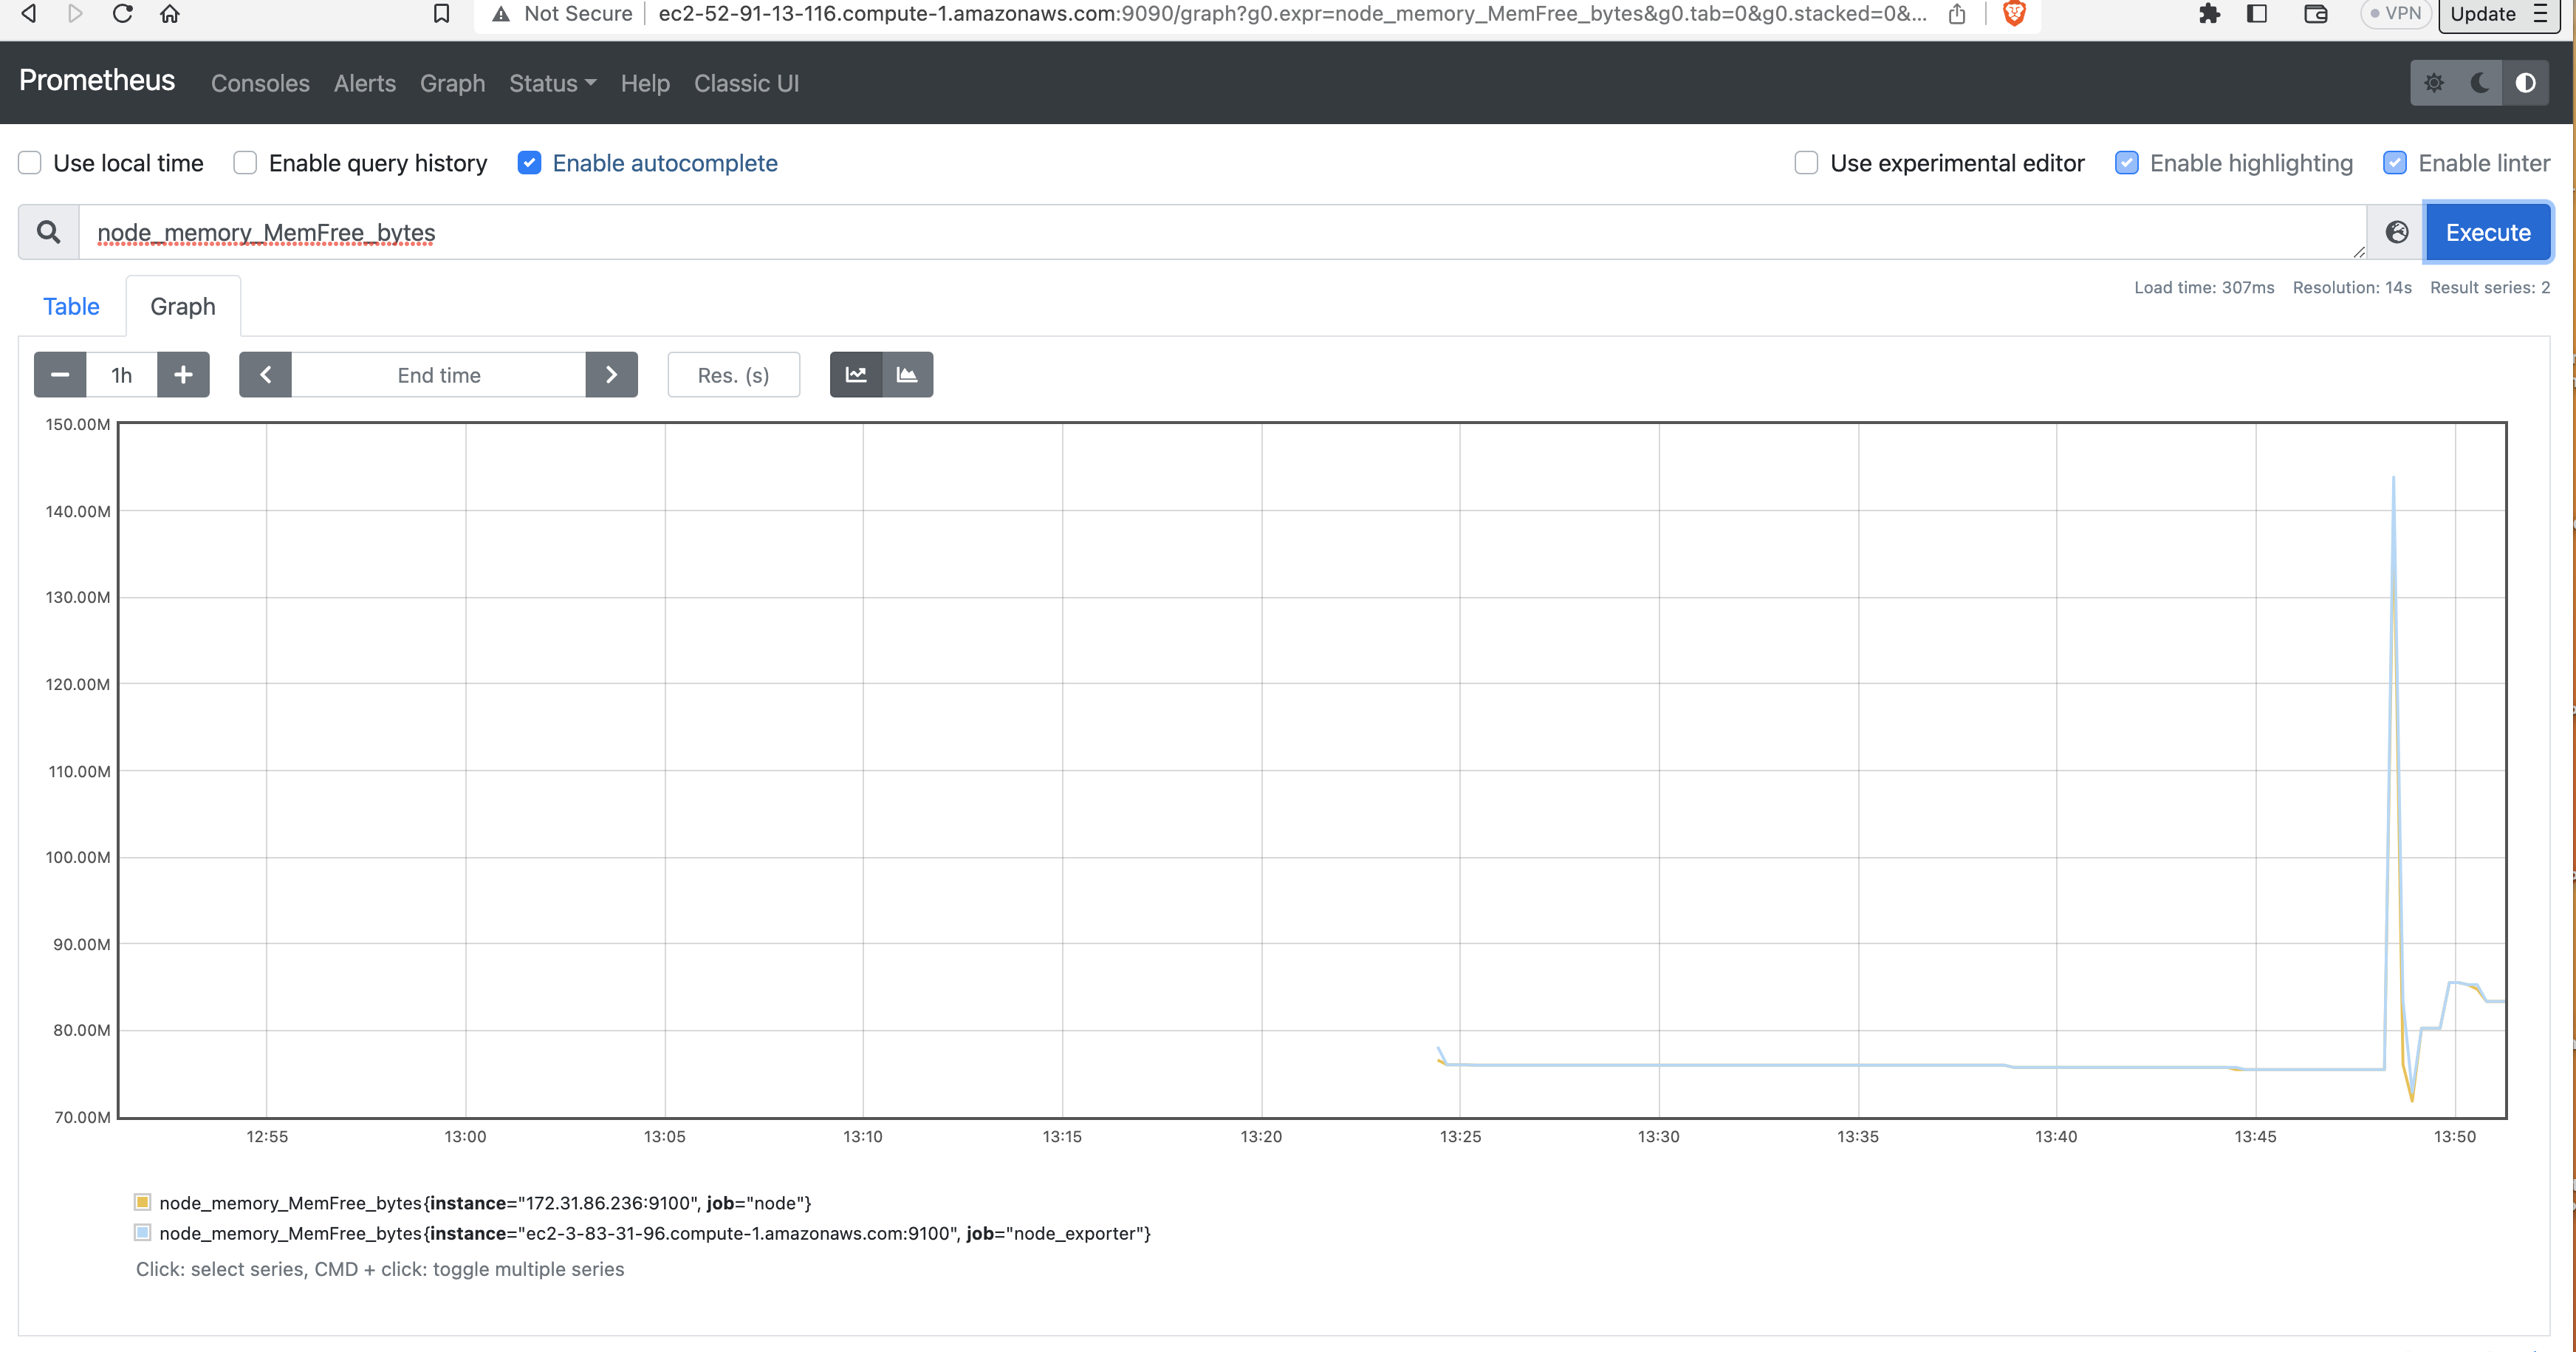 Not Secure ec2-52-91-13-116.compute-1.amazonaws.com:9090/graph?g0.expr=node_memory_MemFree_bytes&g0.tab=0&g0.stacked=0&... VPN Update
Prometheus Consoles Alerts Graph Status Help Classic UI
Use local time Enable query history Enable autocomplete Use experimental editor Enable highlighting Enable linter
node_memory_MemFree_bytes Execute
Load time: 307ms Resolution: 14s Result series: 2
Table Graph
1h End time Res. (s)
150.00M
140.00M
130.00M
120.00M
110.00M
100.00M
90.00M
80.00M
70.00M
12:55 13:00 13:05 13:10 13:15 13:20 13:25 13:30 13:35 13:40 13:45 13:50
node_memory_MemFree_bytes{instance="172.31.86.236:9100", job="node"}
node_memory_MemFree_bytes{instance="ec2-3-83-31-96.compute-1.amazonaws.com:9100", job="node_exporter"}
Click: select series, CMD + click: toggle multiple series